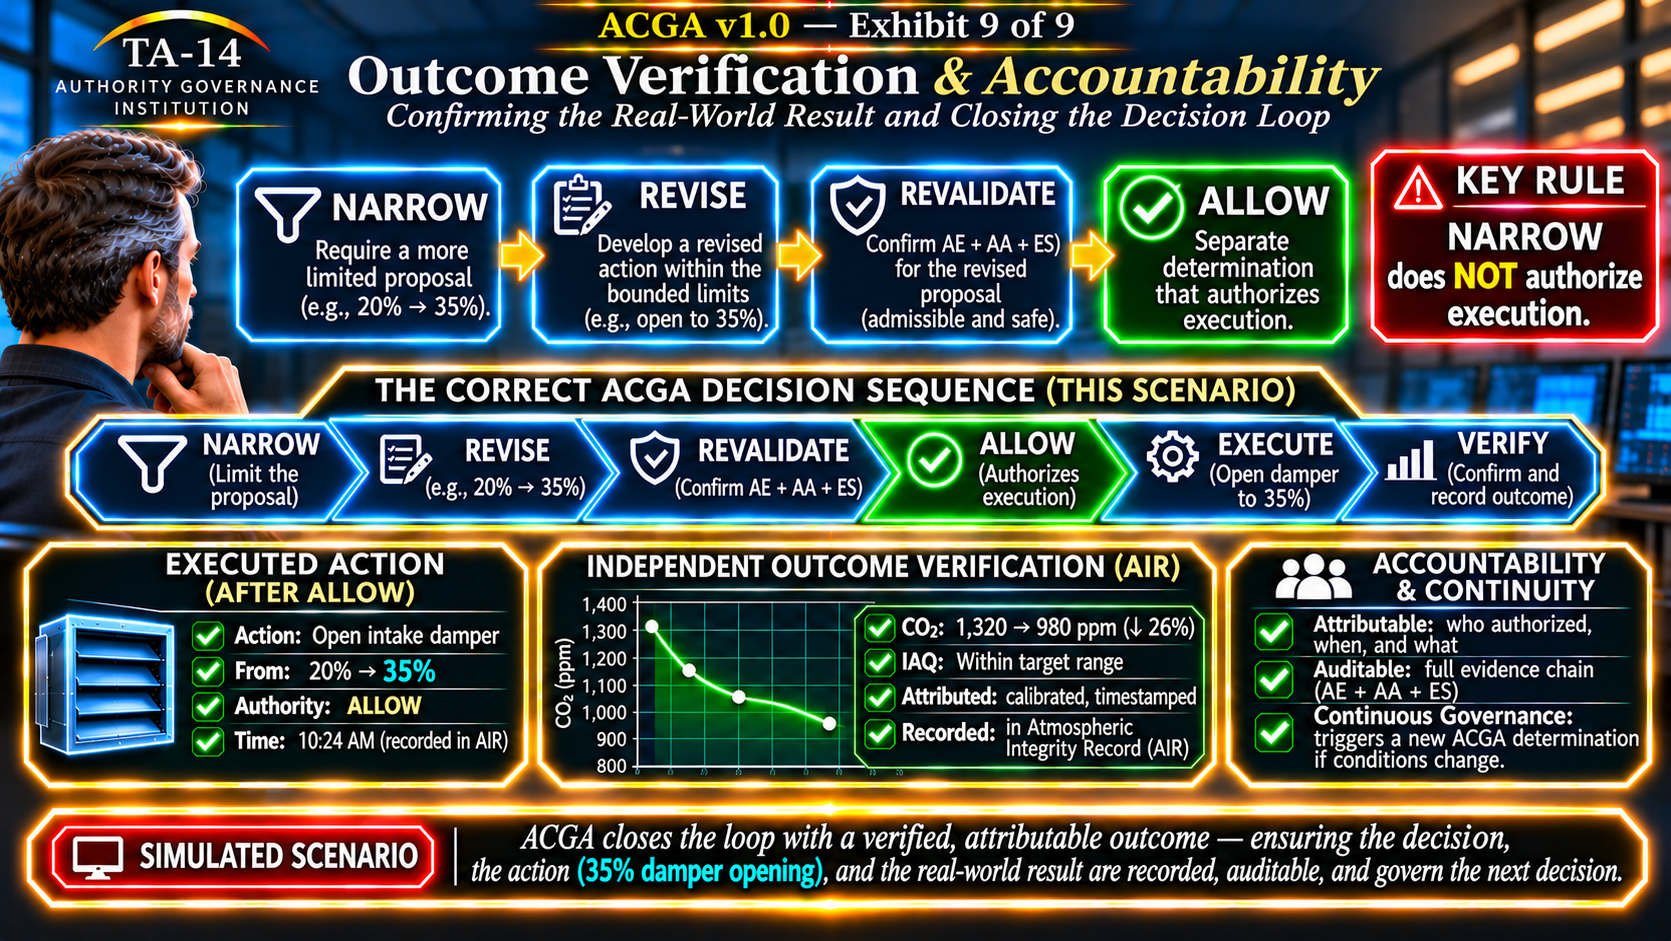 TA-14
AUTHORITY GOVERNANCE
INSTITUTION
ACGA v1.0 — Exhibit 9 of 9
Outcome Verification & Accountability
Confirming the Real-World Result and Closing the Decision Loop
NARROW
Require a more
limited proposal
(e.g., 20% → 35%).
REVISE
Develop a revised
action within the
bounded limits
(e.g., open to 35%).
REVALIDATE
Confirm AE + AA + ES)
for the revised
proposal
(admissible and safe).
ALLOW
Separate
determination
that authorizes
execution.
KEY RULE
NARROW
does NOT authorize
execution.
THE CORRECT ACGA DECISION SEQUENCE (THIS SCENARIO)
NARROW
(Limit the
proposal)
REVISE
(e.g., 20% → 35%)
REVALIDATE
(Confirm AE + AA + ES)
ALLOW
(Authorizes
execution)
EXECUTE
(Open damper
to 35%)
VERIFY
(Confirm and
record outcome)
EXECUTED ACTION
(AFTER ALLOW)
Action: Open intake damper
From: 20% → 35%
Authority: ALLOW
Time: 10:24 AM (recorded in AIR)
INDEPENDENT OUTCOME VERIFICATION (AIR)
CO₂ (ppm)
1,400
1,300
1,200
1,100
1,000
900
800
CO₂: 1,320 → 980 ppm (↓ 26%)
IAQ: Within target range
Attributed: calibrated, timestamped
Recorded: in Atmospheric
Integrity Record (AIR)
ACCOUNTABILITY
& CONTINUITY
Attributable: who authorized,
when, and what
Auditable: full evidence chain
(AE + AA + ES)
Continuous Governance:
triggers a new ACGA determination
if conditions change.
SIMULATED SCENARIO
ACGA closes the loop with a verified, attributable outcome — ensuring the decision,
the action (35% damper opening), and the real-world result are recorded, auditable, and govern the next decision.